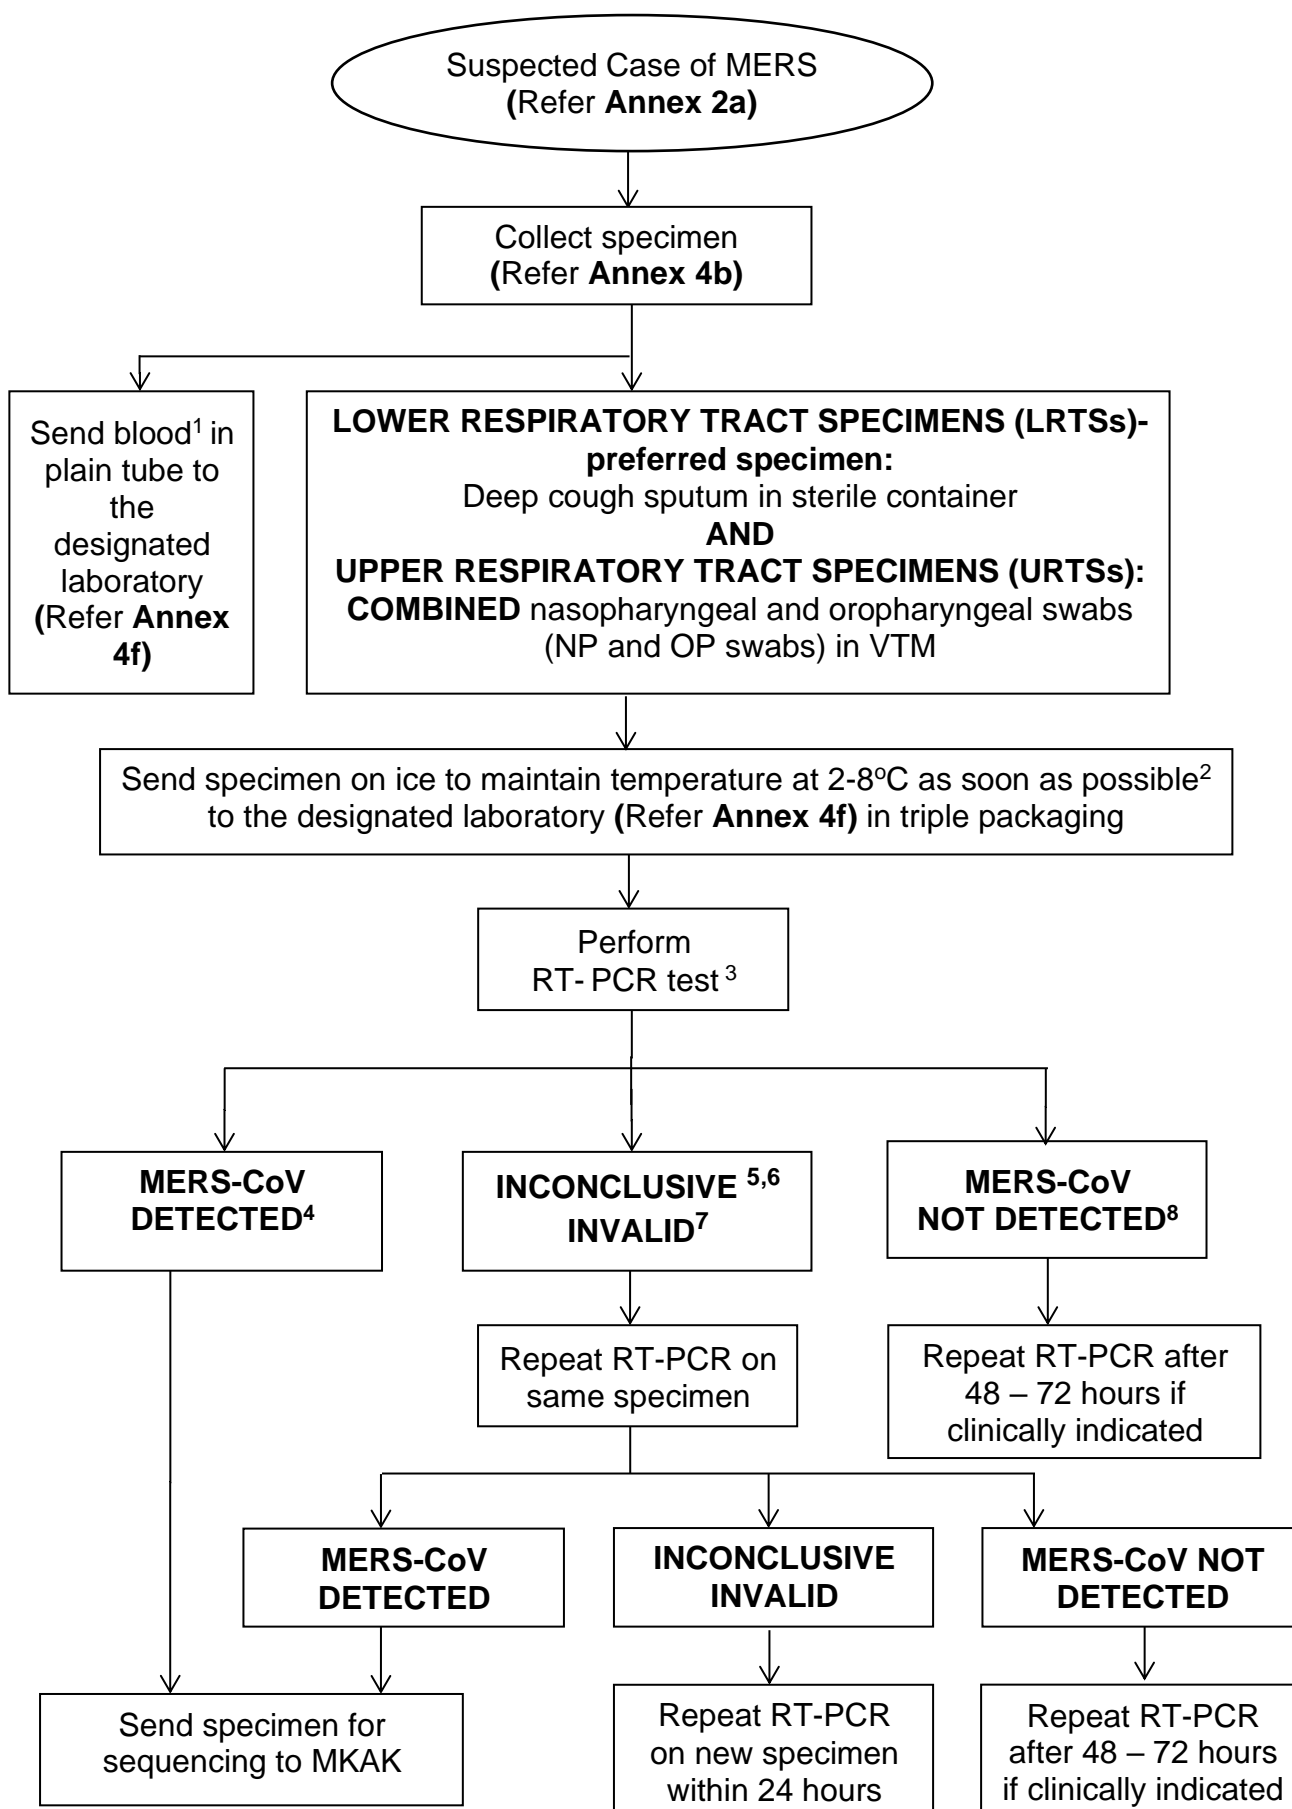 Suspected Case of MERS
(Refer Annex 2a)
Collect specimen
(Refer Annex 4b)
Send blood¹ in
plain tube to
the
designated
laboratory
(Refer Annex
4f)
LOWER RESPIRATORY TRACT SPECIMENS (LRTSs)-
preferred specimen:
Deep cough sputum in sterile container
AND
UPPER RESPIRATORY TRACT SPECIMENS (URTSs):
COMBINED nasopharyngeal and oropharyngeal swabs
(NP and OP swabs) in VTM
Send specimen on ice to maintain temperature at 2-8ºC as soon as possible²
to the designated laboratory (Refer Annex 4f) in triple packaging
Perform
RT- PCR test ³
MERS-CoV
DETECTED⁴
INCONCLUSIVE ⁵,⁶
INVALID⁷
MERS-CoV
NOT DETECTED⁸
Repeat RT-PCR on
same specimen
Repeat RT-PCR after
48 – 72 hours if
clinically indicated
MERS-CoV
DETECTED
INCONCLUSIVE
INVALID
MERS-CoV NOT
DETECTED
Send specimen for
sequencing to MKAK
Repeat RT-PCR
on new specimen
within 24 hours
Repeat RT-PCR
after 48 – 72 hours
if clinically indicated